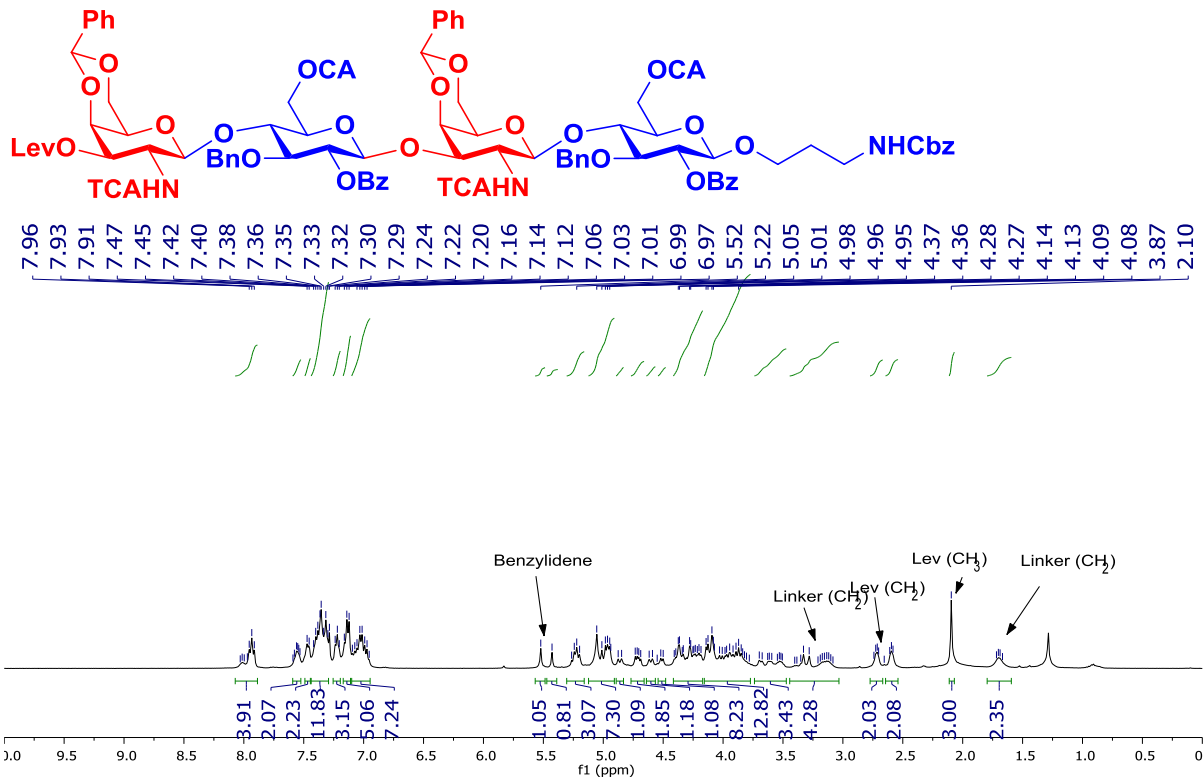 Ph Ph
O O O O
OCA OCA
O O O O O O O O
LevO BnO BnO NHCbz
TCAHN OBz TCAHN OBz
7.96 7.93 7.91 7.47 7.45 7.42 7.40 7.38 7.36 7.35 7.33 7.32 7.30 7.29 7.24 7.22 7.20 7.16 7.14 7.12 7.06 7.03 7.01 6.99 6.97 5.52 5.22 5.05 5.01 4.98 4.96 4.95 4.37 4.36 4.28 4.27 4.14 4.13 4.09 4.08 3.87 2.10
Benzylidene
Linker (CH2)
Lev (CH2)
Lev (CH3)
Linker (CH2)
3.91 2.07 2.23 11.83 3.15 5.06 7.24 1.05 0.81 3.07 7.30 1.09 1.85 1.18 1.08 8.23 12.82 3.43 4.28 2.03 2.08 3.00 2.35
0.0 9.5 9.0 8.5 8.0 7.5 7.0 6.5 6.0 5.5 5.0 4.5 4.0 3.5 3.0 2.5 2.0 1.5 1.0 0.5 0
f1 (ppm)